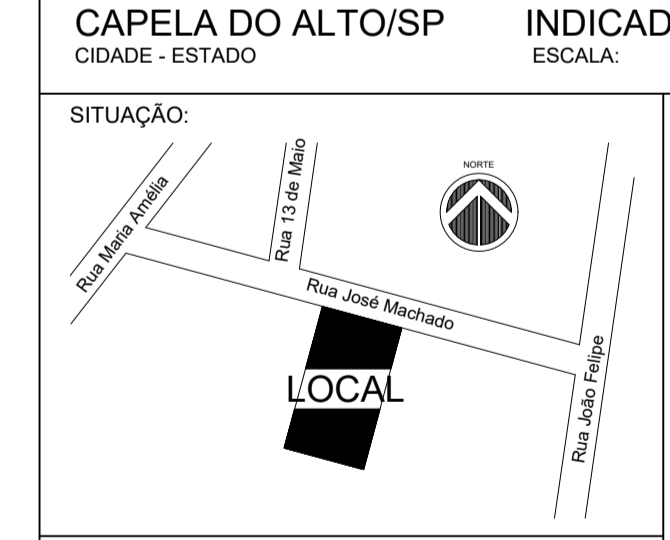 CAPELA DO ALTO/SP
INDICAD
CIDADE - ESTADO
ESCALA:
SITUAÇÃO:
Rua Maria Amélia
Rua 13 de Maio
NORTE
Rua José Machado
LOCAL
Rua João Felipe